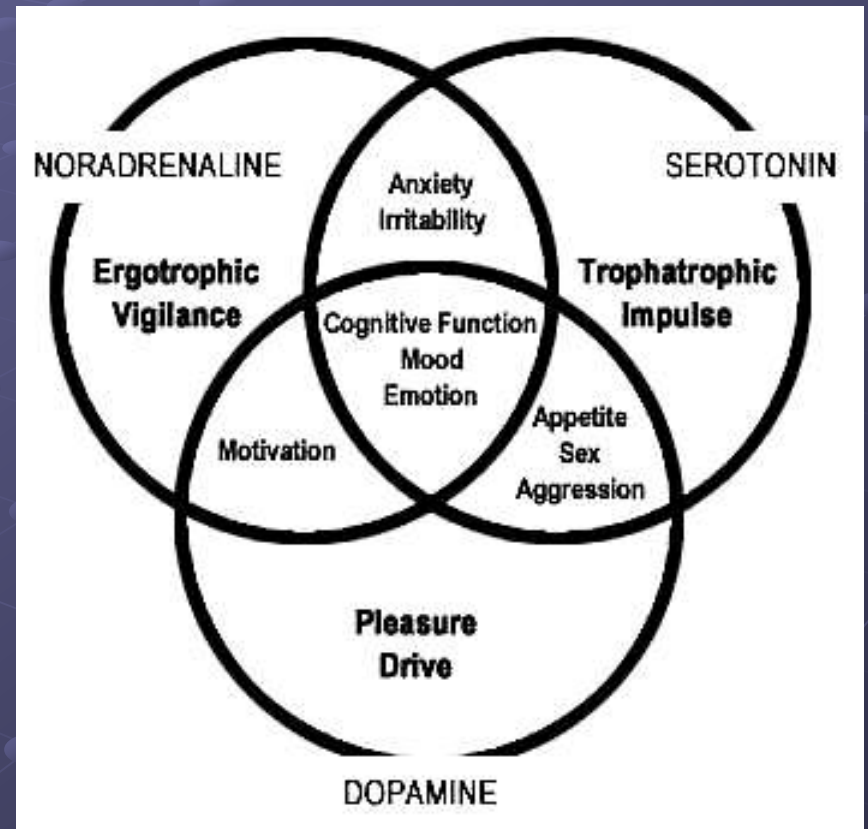 NORADRENALINE
SEROTONIN
Anxiety
Irritability
Ergotrophic
Vigilance
Trophatrophic
Impulse
Cognitive Function
Mood
Emotion
Motivation
Appetite
Sex
Aggression
Pleasure
Drive
DOPAMINE